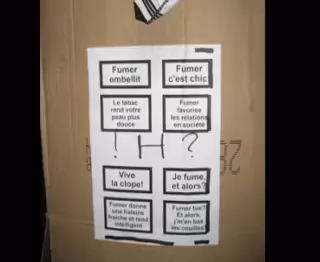 Fumer
embellit
Fumer
c'est chic
Le tabac
rend votre
peau plus
douce
Fumer
favorise
les relations
en société
! H ?
Vive
la clope!
Je fume,
et alors?
Fumer donne
une haleine
fraiche et rend
intelligent
Fumer tue?
Et alors,
j'm'en bas
les couilles!